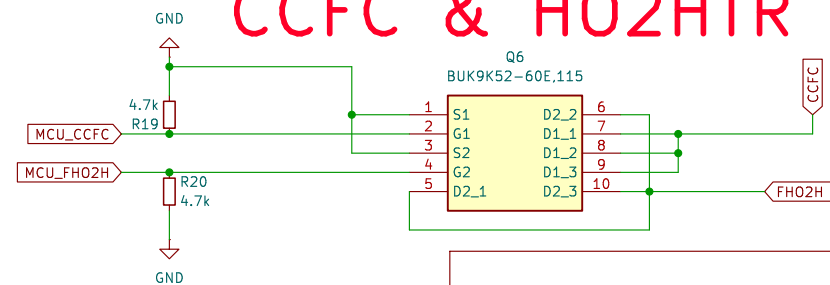 CCFC & HO2HTR
GND
Q6
BUK9K52-60E,115
CCFC
4.7k
R19
MCU_CCFC
1 S1 D2_2 6
2 G1 D1_1 7
3 S2 D1_2 8
4 G2 D1_3 9
5 D2_1 D2_3 10
MCU_FHO2H
R20
4.7k
FHO2H
GND